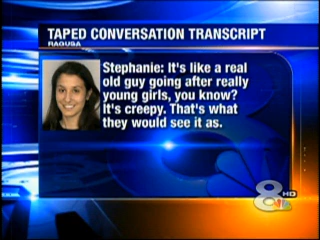 TAPED CONVERSATION TRANSCRIPT
RAGUSA
Stephanie: It's like a real
old guy going after really
young girls, you know?
It's creepy. That's what
they would see it as.
8 HD